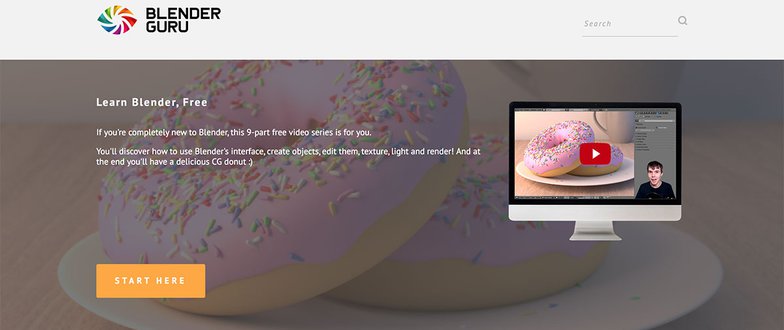 BLENDER
GURU
Search
Learn Blender, Free
If you're completely new to Blender, this 9-part free video series is for you.
You'll discover how to use Blender's interface, create objects, edit them, texture, light and render! And at
the end you'll have a delicious CG donut ;)
START HERE